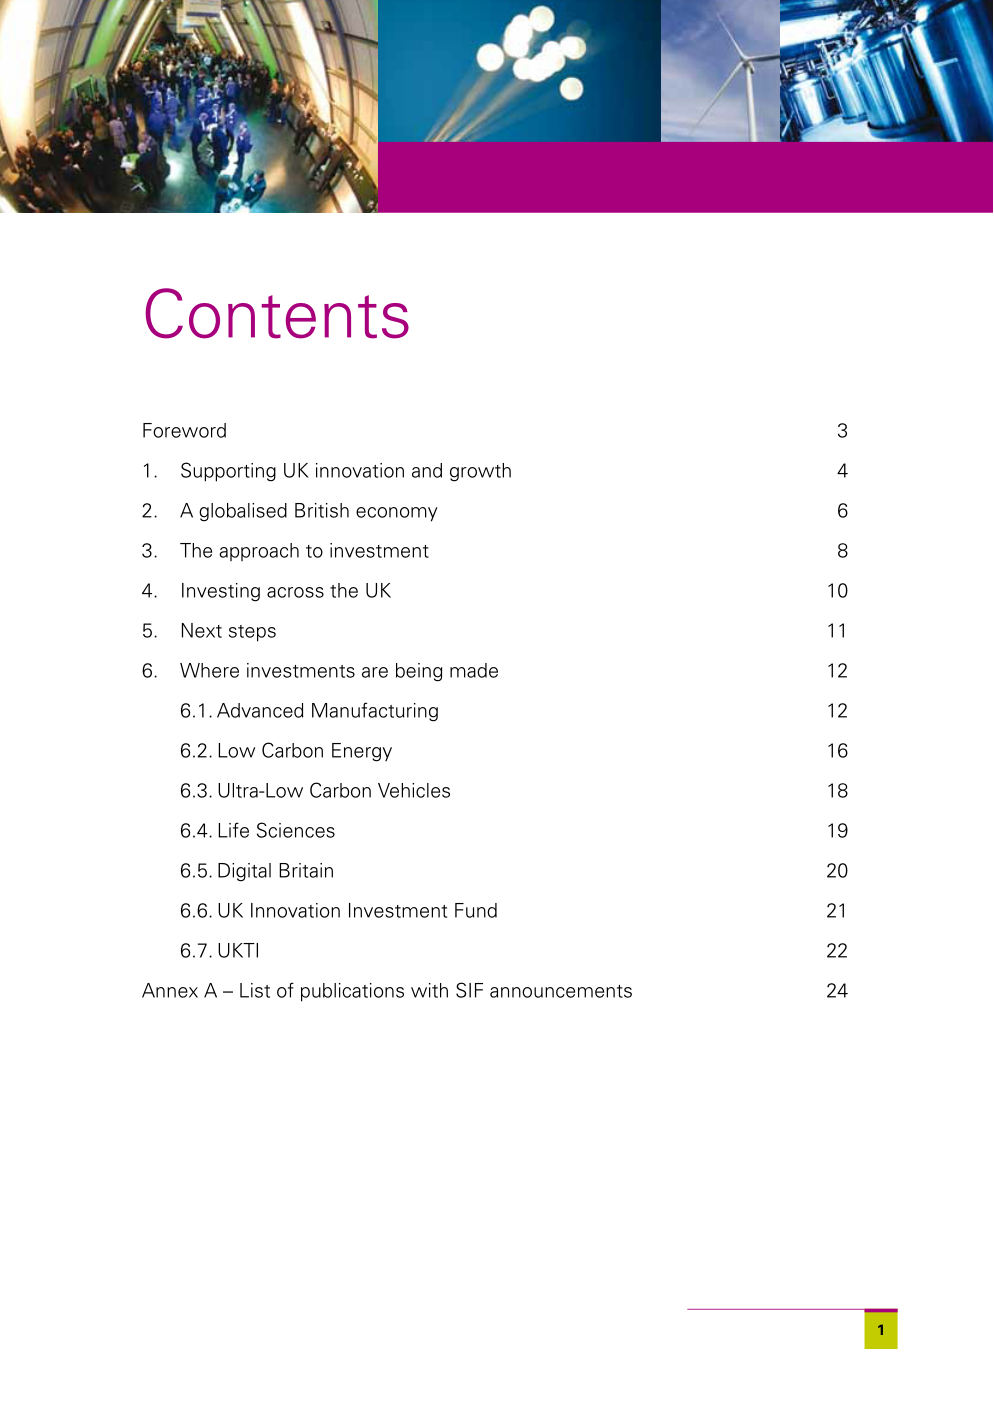 Contents
Foreword 3
1. Supporting UK innovation and growth 4
2. A globalised British economy 6
3. The approach to investment 8
4. Investing across the UK 10
5. Next steps 11
6. Where investments are being made 12
6.1. Advanced Manufacturing 12
6.2. Low Carbon Energy 16
6.3. Ultra-Low Carbon Vehicles 18
6.4. Life Sciences 19
6.5. Digital Britain 20
6.6. UK Innovation Investment Fund 21
6.7. UKTI 22
Annex A – List of publications with SIF announcements 24
1